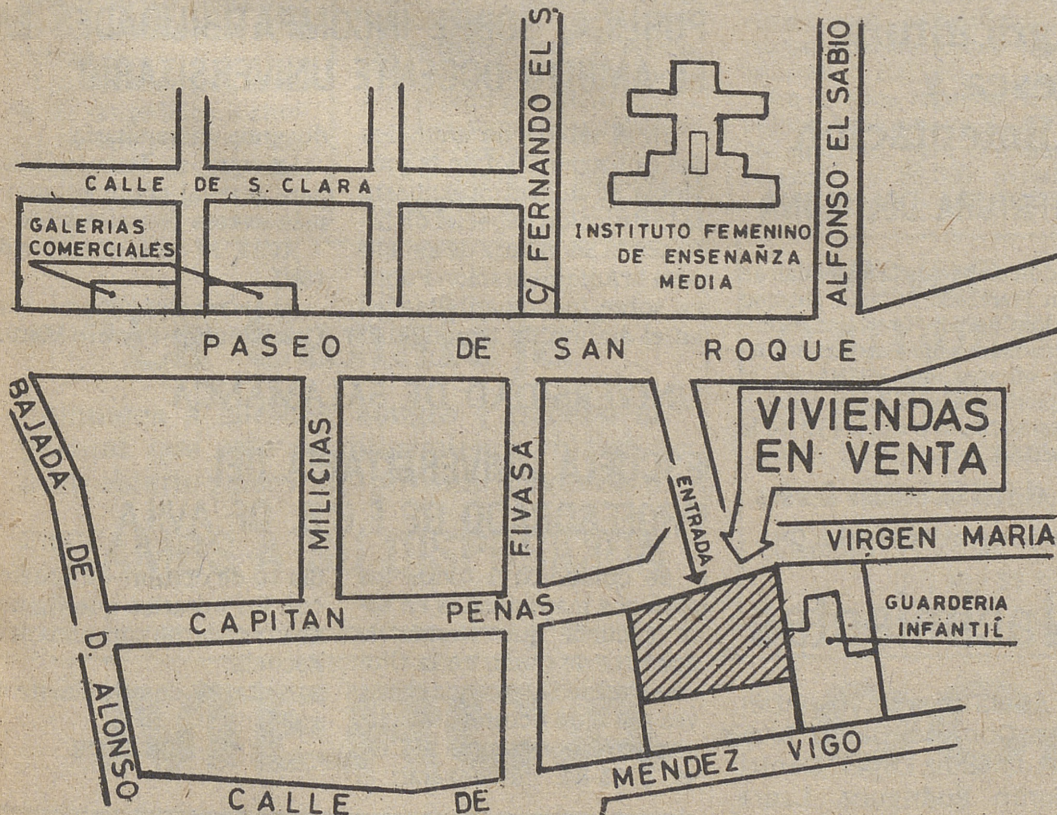 C/ FERNANDO EL S.
ALFONSO EL SABIO
CALLE DE S. CLARA
GALERIAS
COMERCIALES
INSTITUTO FEMENINO
DE ENSENAÑZA
MEDIA
PASEO DE SAN ROQUE
BAJADA DE D. ALONSO
MILICIAS
FIVASA
ENTRADA
VIVIENDAS
EN VENTA
VIRGEN MARIA
CAPITAN PEÑAS
GUARDERIA
INFANTIL
CALLE DE MENDEZ VIGO